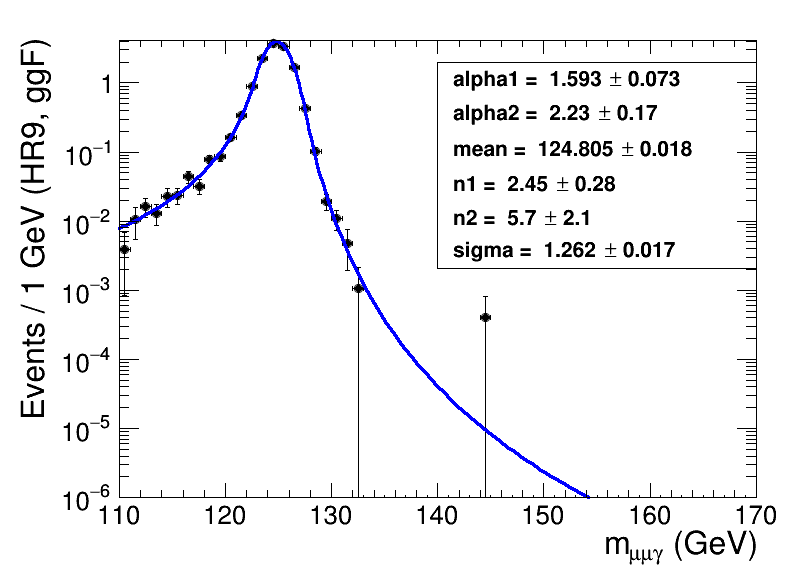 alpha1 = 1.593 ± 0.073
alpha2 = 2.23 ± 0.17
mean = 124.805 ± 0.018
n1 = 2.45 ± 0.28
n2 = 5.7 ± 2.1
sigma = 1.262 ± 0.017
Events / 1 GeV (HR9, ggF)
1
10⁻¹
10⁻²
10⁻³
10⁻⁴
10⁻⁵
10⁻⁶
110 120 130 140 150 160 170
m_μμγ (GeV)